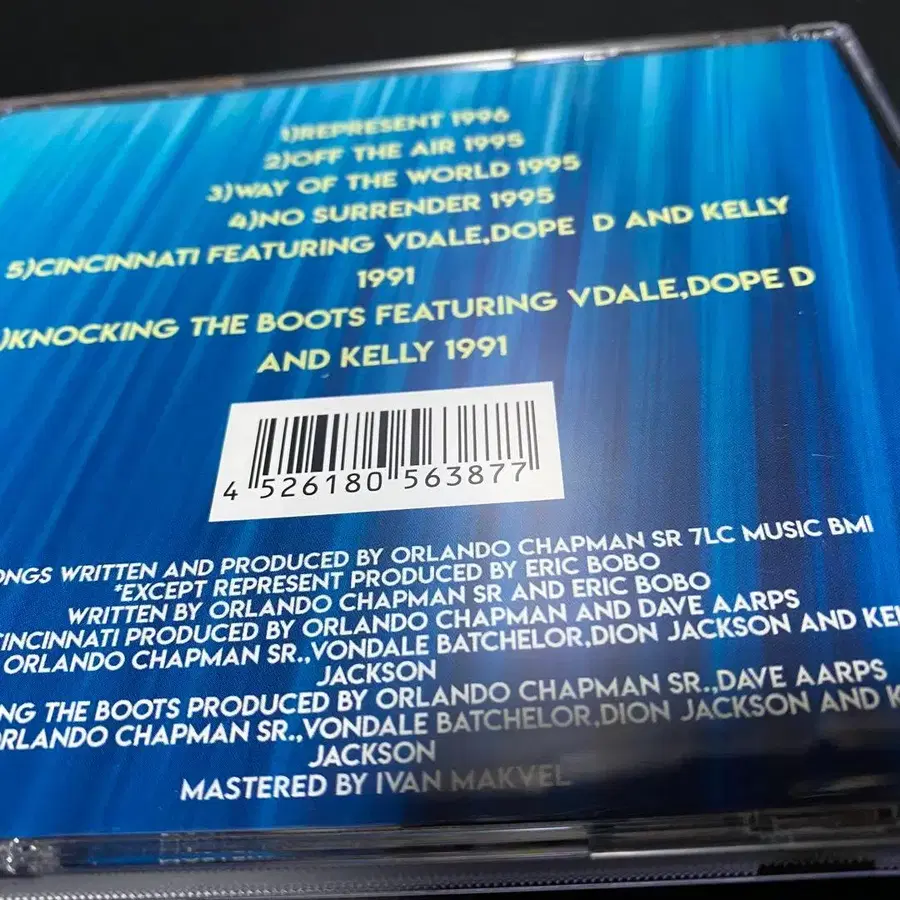 1)REPRESENT 1996
2)OFF THE AIR 1995
3)WAY OF THE WORLD 1995
4)NO SURRENDER 1995
5)CINCINNATI FEATURING VDALE,DOPE D AND KELLY
1991
)KNOCKING THE BOOTS FEATURING VDALE,DOPE D
AND KELLY 1991
4 526180 563877
ONGS WRITTEN AND PRODUCED BY ORLANDO CHAPMAN SR 7LC MUSIC BMI
*EXCEPT REPRESENT PRODUCED BY ERIC BOBO
WRITTEN BY ORLANDO CHAPMAN SR AND ERIC BOBO
CINCINNATI PRODUCED BY ORLANDO CHAPMAN AND DAVE AARPS
ORLANDO CHAPMAN SR.,VONDALE BATCHELOR,DION JACKSON AND KEL
JACKSON
NG THE BOOTS PRODUCED BY ORLANDO CHAPMAN SR.,DAVE AARPS
ORLANDO CHAPMAN SR.,VONDALE BATCHELOR,DION JACKSON AND K
JACKSON
MASTERED BY IVAN MAKVEL